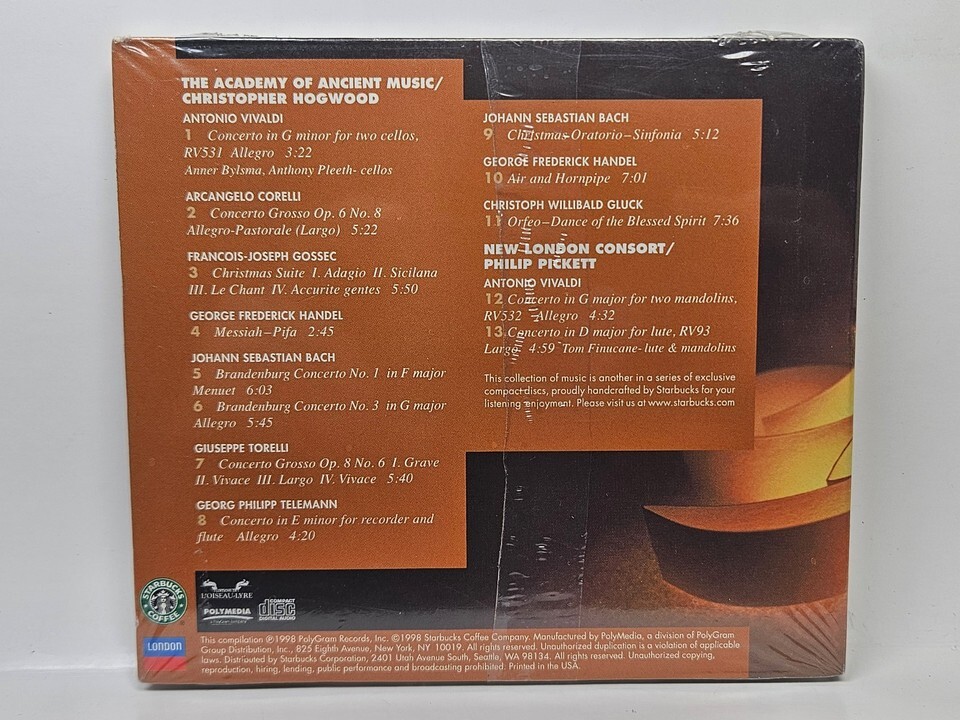 THE ACADEMY OF ANCIENT MUSIC/
CHRISTOPHER HOGWOOD
ANTONIO VIVALDI
1 Concerto in G minor for two cellos,
RV531 Allegro 3:22
Anner Bylsma, Anthony Pleeth- cellos
ARCANGELO CORELLI
2 Concerto Grosso Op. 6 No. 8
Allegro-Pastorale (Largo) 5:22
FRANCOIS-JOSEPH GOSSEC
3 Christmas Suite I. Adagio II. Sicilana
III. Le Chant IV. Accurite gentes 5:50
GEORGE FREDERICK HANDEL
4 Messiah–Pifa 2:45
JOHANN SEBASTIAN BACH
5 Brandenburg Concerto No. 1 in F major
Menuet 6:03
6 Brandenburg Concerto No. 3 in G major
Allegro 5:45
GIUSEPPE TORELLI
7 Concerto Grosso Op. 8 No. 6 I. Grave
II. Vivace III. Largo IV. Vivace 5:40
GEORG PHILIPP TELEMANN
8 Concerto in E minor for recorder and
flute Allegro 4:20
JOHANN SEBASTIAN BACH
9 Christmas-Oratorio–Sinfonia 5:12
GEORGE FREDERICK HANDEL
10 Air and Hornpipe 7:01
CHRISTOPH WILLIBALD GLUCK
11 Orfeo–Dance of the Blessed Spirit 7:36
NEW LONDON CONSORT/
PHILIP PICKETT
ANTONIO VIVALDI
12 Concerto in G major for two mandolins,
RV532 Allegro 4:32
13 Concerto in D major for lute, RV93
Largo 4:59 Tom Finucane-lute & mandolins
This collection of music is another in a series of exclusive
compact discs, proudly handcrafted by Starbucks for your
listening enjoyment. Please visit us at www.starbucks.com
STARBUCKS
COFFEE
L'OISEAU-LYRE
POLYMEDIA
COMPACT
disc
DIGITAL AUDIO
LONDON
This compilation ℗1998 PolyGram Records, Inc. ©1998 Starbucks Coffee Company. Manufactured by PolyMedia, a division of PolyGram
Group Distribution, Inc., 825 Eighth Avenue, New York, NY 10019. All rights reserved. Unauthorized duplication is a violation of applicable
laws. Distributed by Starbucks Corporation, 2401 Utah Avenue South, Seattle, WA 98134. All rights reserved. Unauthorized copying,
reproduction, hiring, lending, public performance and broadcasting prohibited. Printed in the USA.